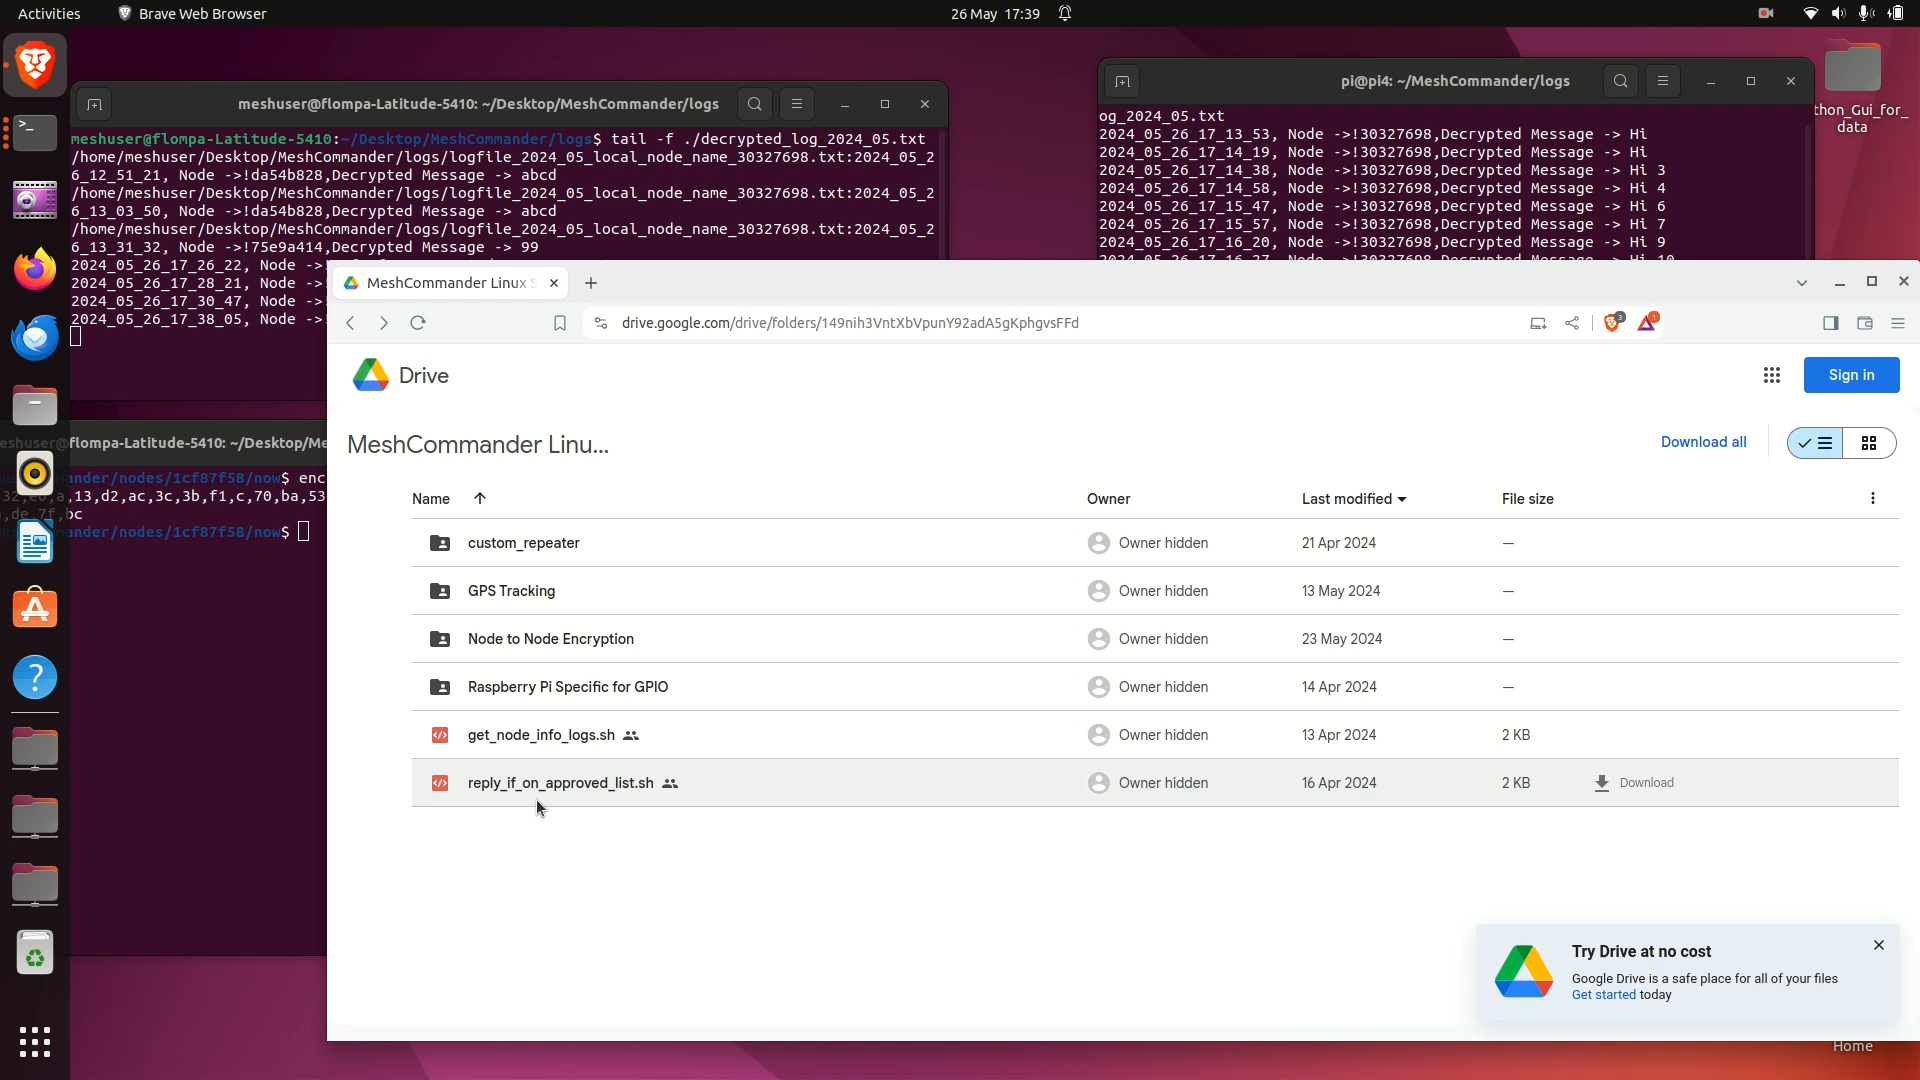 Activities
Brave Web Browser
26 May 17:39
meshuser@flompa-Latitude-5410: ~/Desktop/MeshCommander/logs
meshuser@flompa-Latitude-5410:~/Desktop/MeshCommander/logs$ tail -f ./decrypted_log_2024_05.txt
/home/meshuser/Desktop/MeshCommander/logs/logfile_2024_05_local_node_name_30327698.txt:2024_05_2
6_12_51_21, Node ->!da54b828,Decrypted Message -> abcd
/home/meshuser/Desktop/MeshCommander/logs/logfile_2024_05_local_node_name_30327698.txt:2024_05_2
6_13_03_50, Node ->!da54b828,Decrypted Message -> abcd
/home/meshuser/Desktop/MeshCommander/logs/logfile_2024_05_local_node_name_30327698.txt:2024_05_2
6_13_31_32, Node ->!75e9a414,Decrypted Message -> 99
2024_05_26_17_26_22, Node ->
2024_05_26_17_28_21, Node ->
2024_05_26_17_30_47, Node ->
2024_05_26_17_38_05, Node ->
pi@pi4: ~/MeshCommander/logs
og_2024_05.txt
2024_05_26_17_13_53, Node ->!30327698,Decrypted Message -> Hi
2024_05_26_17_14_19, Node ->!30327698,Decrypted Message -> Hi
2024_05_26_17_14_38, Node ->!30327698,Decrypted Message -> Hi 3
2024_05_26_17_14_58, Node ->!30327698,Decrypted Message -> Hi 4
2024_05_26_17_15_47, Node ->!30327698,Decrypted Message -> Hi 6
2024_05_26_17_15_57, Node ->!30327698,Decrypted Message -> Hi 7
2024_05_26_17_16_20, Node ->!30327698,Decrypted Message -> Hi 9
2024_05_26_17_16_27, Node ->!30327698,Decrypted Message -> Hi 10
thon_Gui_for_
data
eshuser@flompa-Latitude-5410: ~/Desktop/Me
ander/nodes/1cf87f58/now$ enc
,a,13,d2,ac,3c,3b,f1,c,70,ba,53
,de,7f,bc
ander/nodes/1cf87f58/now$
MeshCommander Linux S
drive.google.com/drive/folders/149nih3VntXbVpunY92adA5gKphgvsFFd
3
1
Drive
Sign in
MeshCommander Linu...
Download all
Name Owner Last modified File size
custom_repeater Owner hidden 21 Apr 2024 —
GPS Tracking Owner hidden 13 May 2024 —
Node to Node Encryption Owner hidden 23 May 2024 —
Raspberry Pi Specific for GPIO Owner hidden 14 Apr 2024 —
get_node_info_logs.sh Owner hidden 13 Apr 2024 2 KB
reply_if_on_approved_list.sh Owner hidden 16 Apr 2024 2 KB Download
Try Drive at no cost
Google Drive is a safe place for all of your files
Get started today
Home